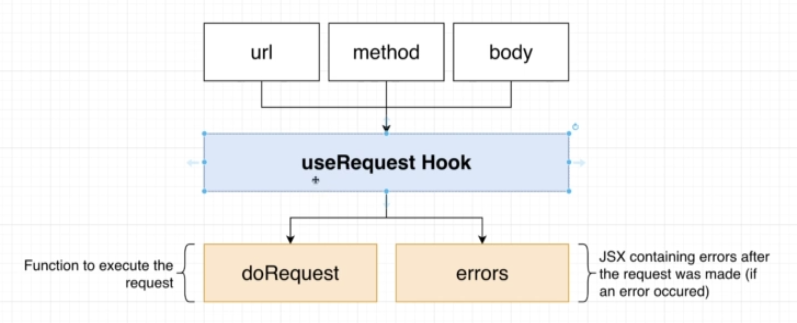 url
method
body
useRequest Hook
Function to execute the
request
doRequest
errors
JSX containing errors after
the request was made (if
an error occured)